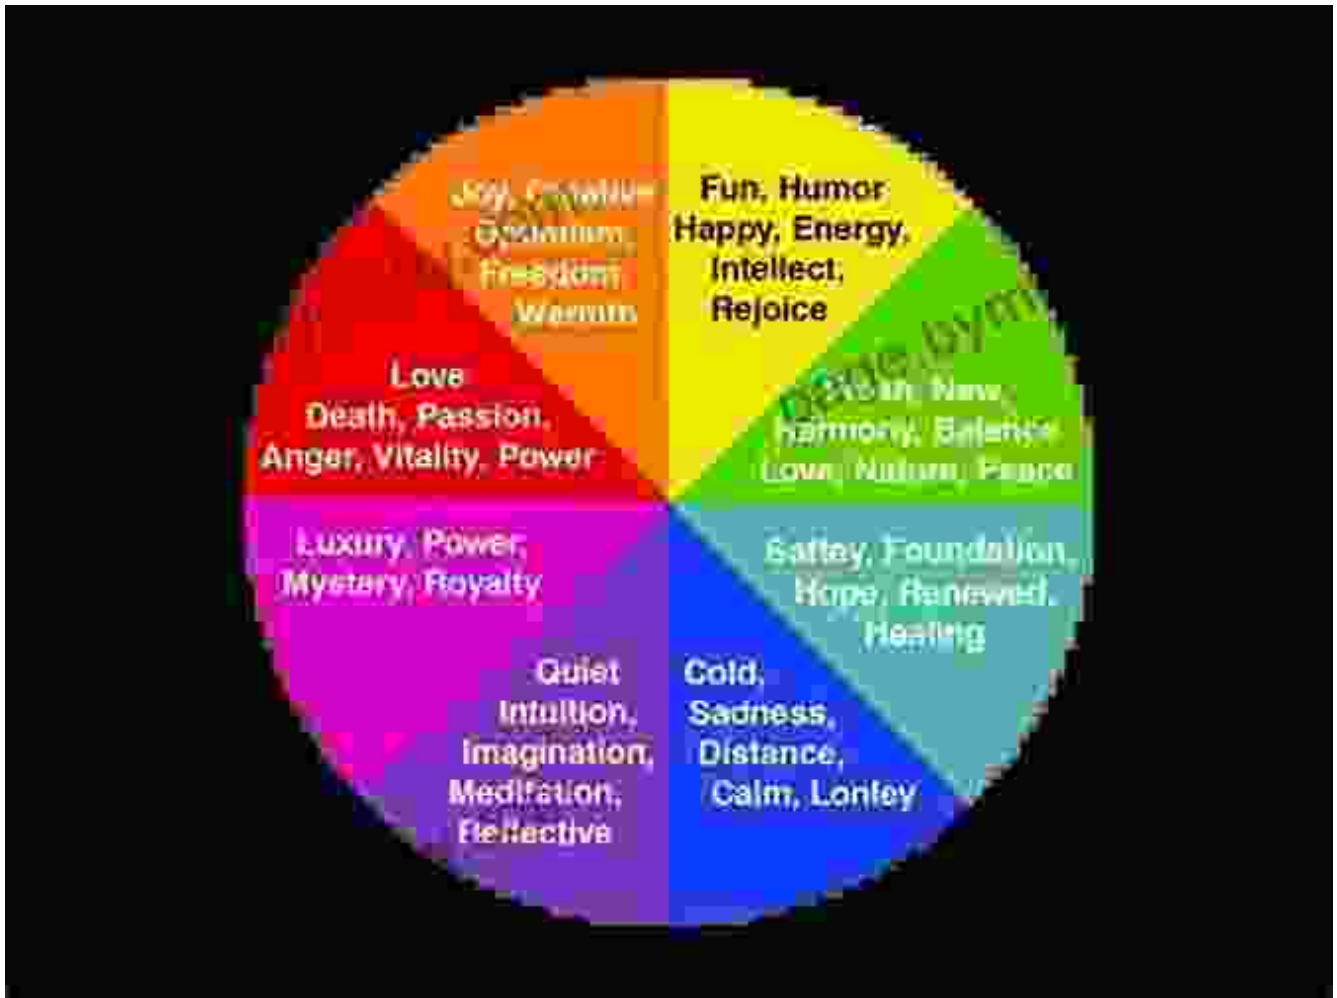 Joy,
Freedom
Warmth
Fun, Humor
Happy, Energy,
Intellect,
Rejoice
Love
Death, Passion,
Anger, Vitality, Power
New,
Harmony, Balance
Love, Nature, Peace
Luxury, Power,
Mystery, Royalty
Saftey, Foundation,
Hope, Renewed,
Healing
Quiet
Intuition,
Imagination,
Meditation,
Reflective
Cold,
Sadness,
Distance,
Calm, Lonley